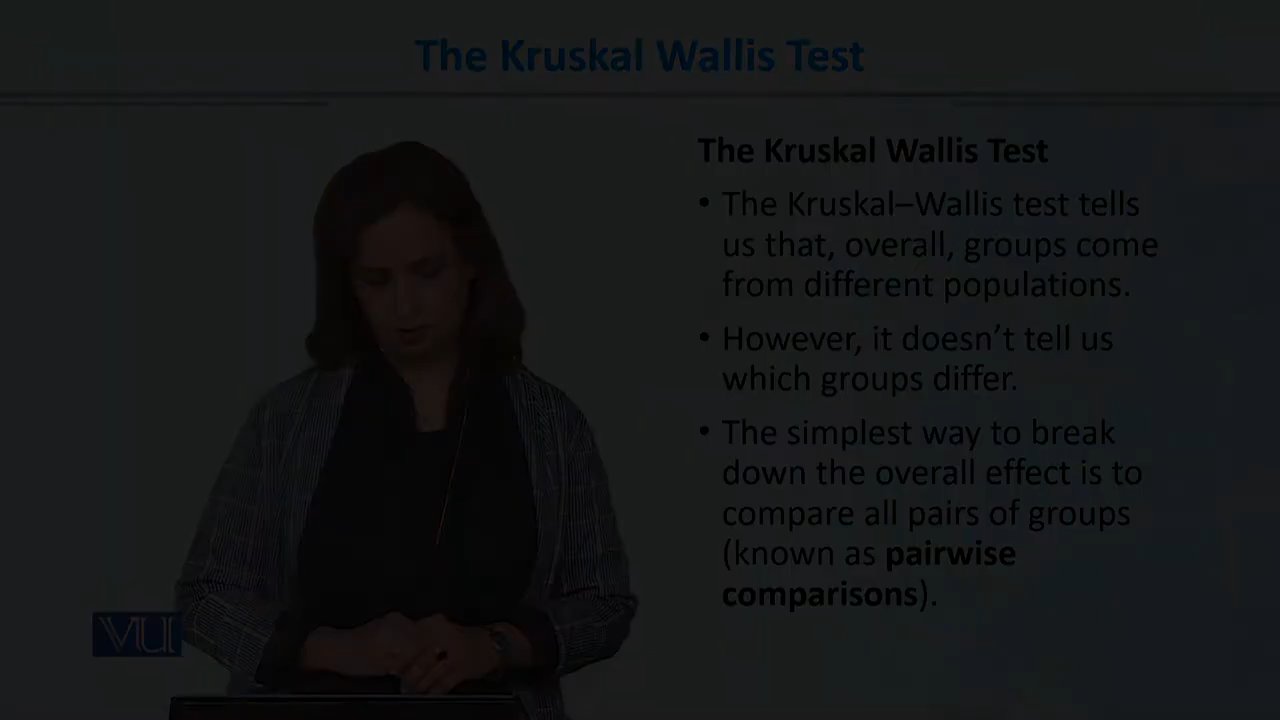 The Kruskal Wallis Test
The Kruskal Wallis Test
• The Kruskal–Wallis test tells
us that, overall, groups come
from different populations.
• However, it doesn’t tell us
which groups differ.
• The simplest way to break
down the overall effect is to
compare all pairs of groups
(known as pairwise
comparisons).
VU